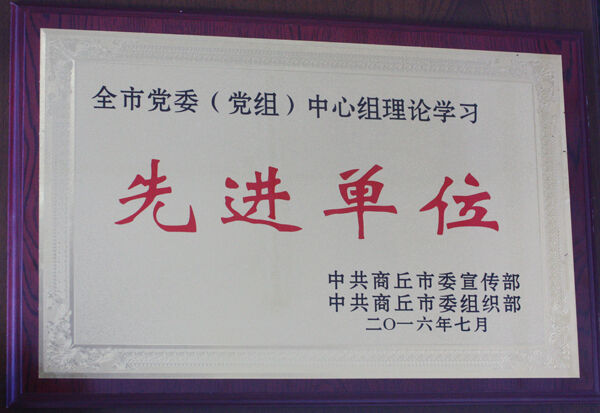 全市党委（党组）中心组理论学习
先进单位
中共商丘市委宣传部
中共商丘市委组织部
二〇一六年七月